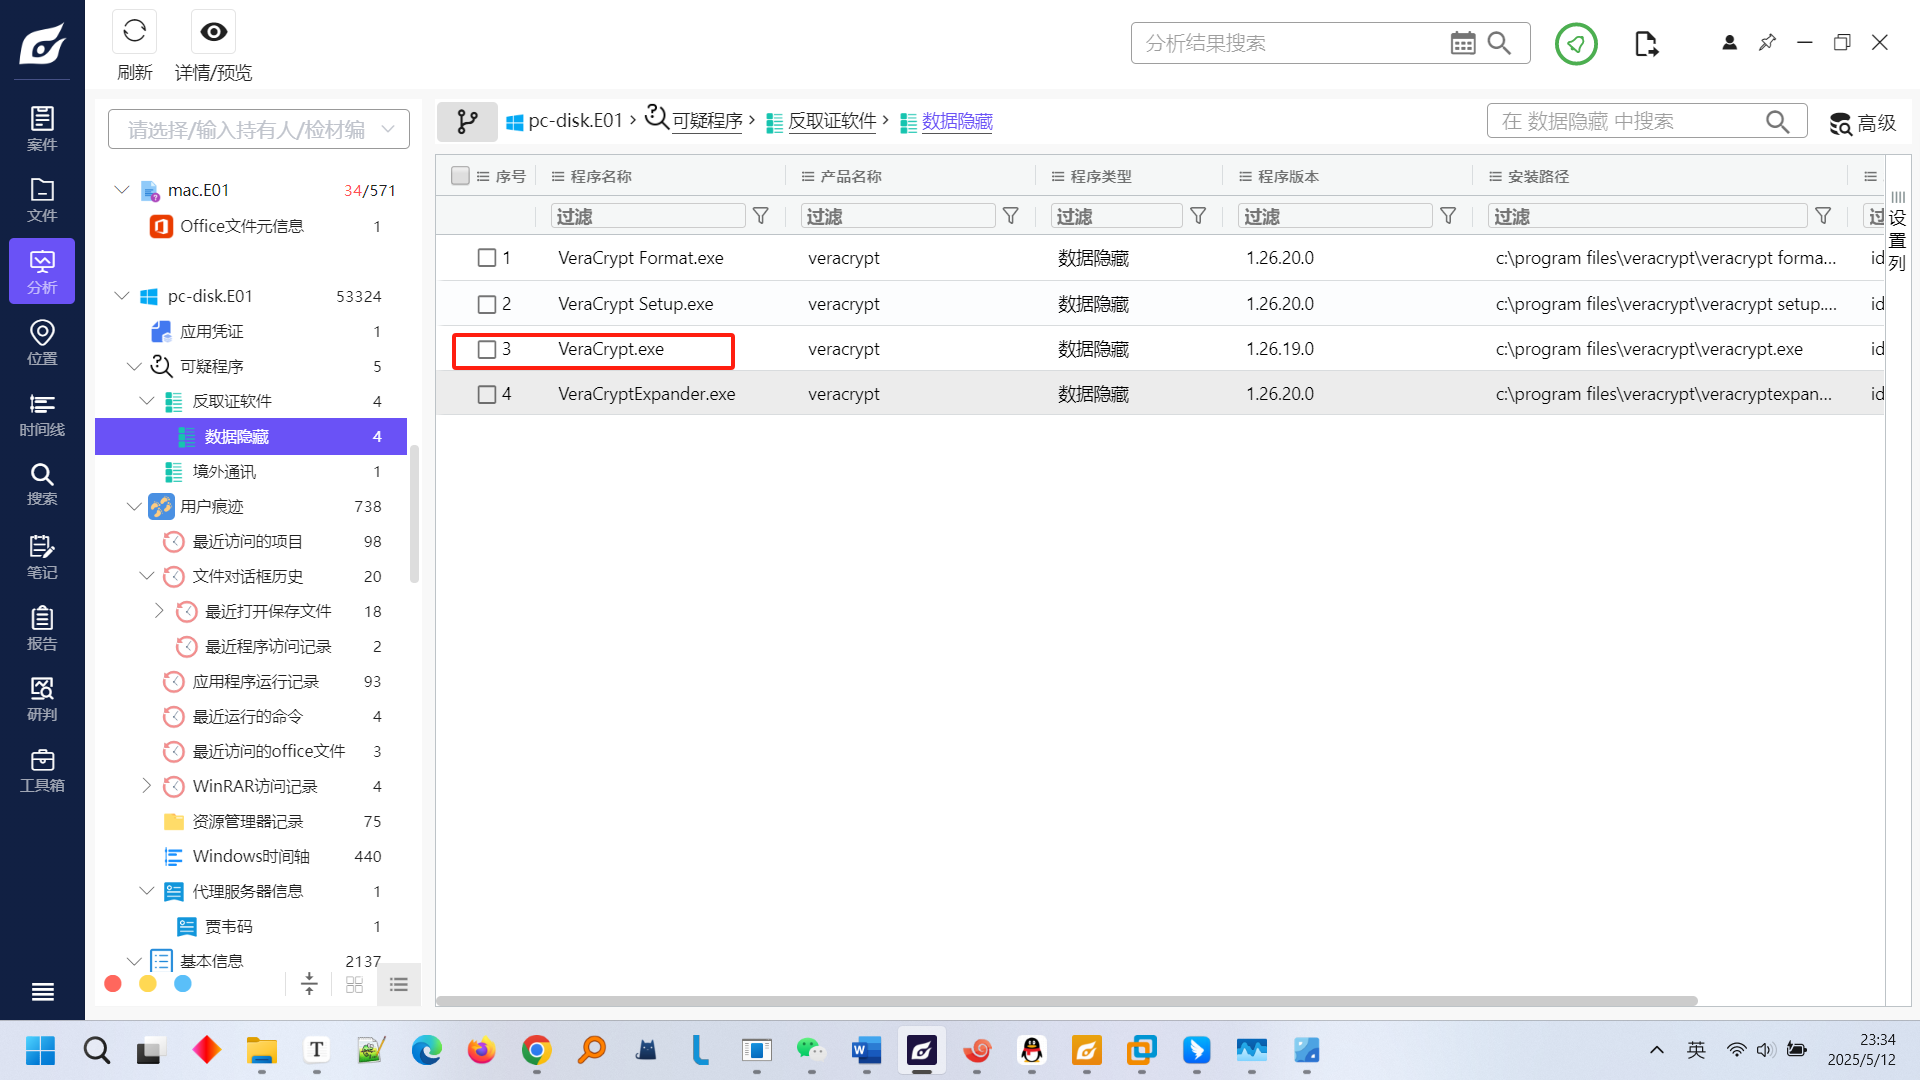 刷新
详情/预览
分析结果搜索
案件
文件
分析
位置
时间线
搜索
笔记
报告
研判
工具箱
请选择/输入持有人/检材编
mac.E01 34/571
Office文件元信息 1
pc-disk.E01 53324
应用凭证 1
可疑程序 5
反取证软件 4
数据隐藏 4
境外通讯 1
用户痕迹 738
最近访问的项目 98
文件对话框历史 20
最近打开保存文件 18
最近程序访问记录 2
应用程序运行记录 93
最近运行的命令 4
最近访问的office文件 3
WinRAR访问记录 4
资源管理器记录 75
Windows时间轴 440
代理服务器信息 1
贾韦码 1
基本信息 2137
pc-disk.E01 › 可疑程序 › 反取证软件 › 数据隐藏
在 数据隐藏 中搜索
高级
序号 程序名称 产品名称 程序类型 程序版本 安装路径
过滤 过滤 过滤 过滤 过滤 过
1 VeraCrypt Format.exe veracrypt 数据隐藏 1.26.20.0 c:\program files\veracrypt\veracrypt forma... id
2 VeraCrypt Setup.exe veracrypt 数据隐藏 1.26.20.0 c:\program files\veracrypt\veracrypt setup.... id
3 VeraCrypt.exe veracrypt 数据隐藏 1.26.19.0 c:\program files\veracrypt\veracrypt.exe id
4 VeraCryptExpander.exe veracrypt 数据隐藏 1.26.20.0 c:\program files\veracrypt\veracryptexpan... id
设
置
列
英
23:34
2025/5/12